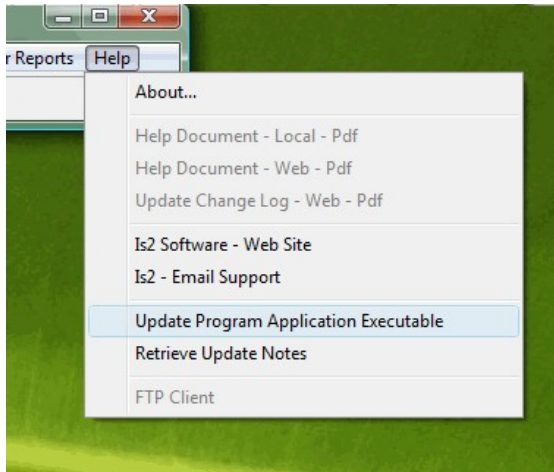 r Reports Help
About...
Help Document - Local - Pdf
Help Document - Web - Pdf
Update Change Log - Web - Pdf
Is2 Software - Web Site
Is2 - Email Support
Update Program Application Executable
Retrieve Update Notes
FTP Client